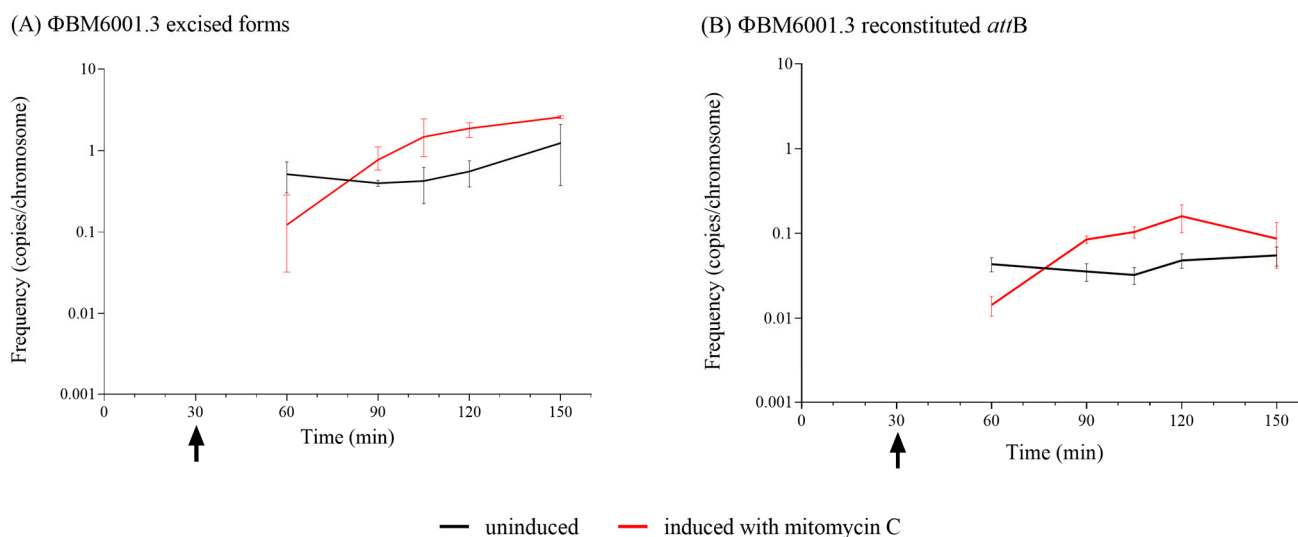 (A) ΦBM6001.3 excised forms
10
1
0.1
0.01
0.001
Frequency (copies/chromosome)
0
30
60
90
120
150
Time (min)
(B) ΦBM6001.3 reconstituted attB
10
1
0.1
0.01
0.001
Frequency (copies/chromosome)
0
30
60
90
120
150
Time (min)
uninduced
induced with mitomycin C